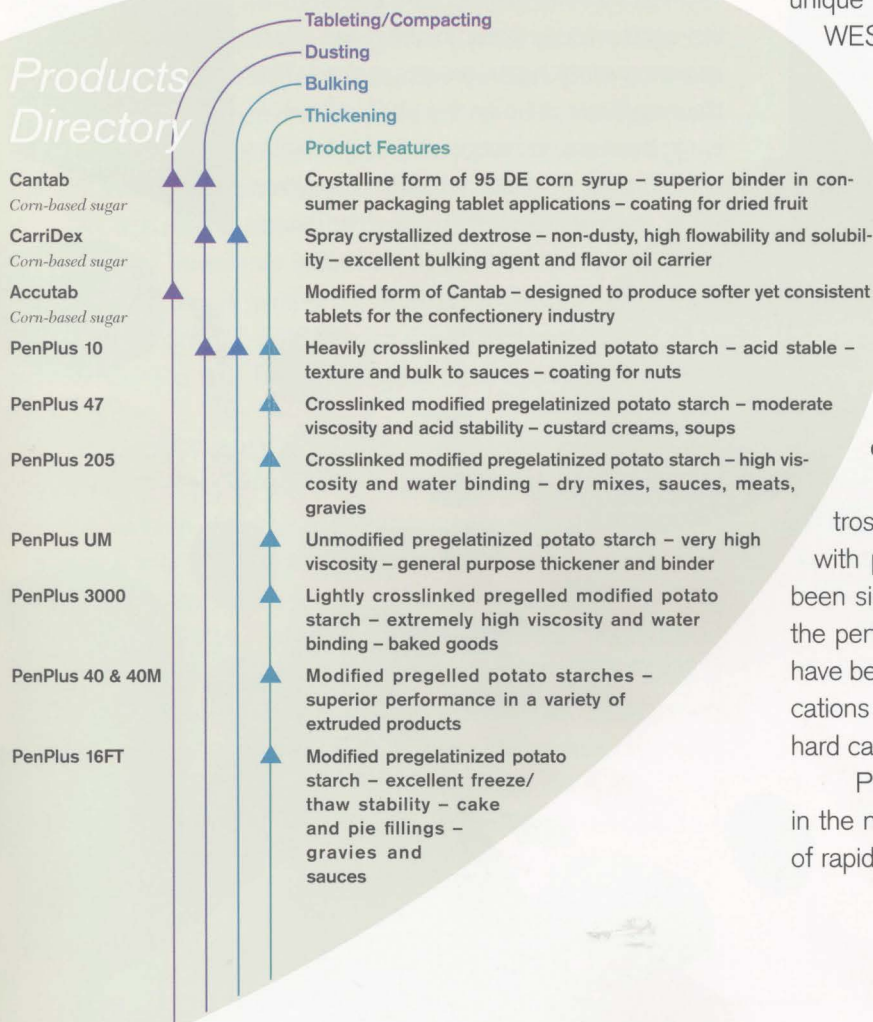 Products
Directory
Tableting/Compacting
Dusting
Bulking
Thickening
Product Features
Cantab
Corn-based sugar
Crystalline form of 95 DE corn syrup – superior binder in con-
sumer packaging tablet applications – coating for dried fruit
CarriDex
Corn-based sugar
Spray crystallized dextrose – non-dusty, high flowability and solubil-
ity – excellent bulking agent and flavor oil carrier
Accutab
Corn-based sugar
Modified form of Cantab – designed to produce softer yet consistent
tablets for the confectionery industry
PenPlus 10
Heavily crosslinked pregelatinized potato starch – acid stable –
texture and bulk to sauces – coating for nuts
PenPlus 47
Crosslinked modified pregelatinized potato starch – moderate
viscosity and acid stability – custard creams, soups
PenPlus 205
Crosslinked modified pregelatinized potato starch – high vis-
cosity and water binding – dry mixes, sauces, meats,
gravies
PenPlus UM
Unmodified pregelatinized potato starch – very high
viscosity – general purpose thickener and binder
PenPlus 3000
Lightly crosslinked pregelled modified potato
starch – extremely high viscosity and water
binding – baked goods
PenPlus 40 & 40M
Modified pregelled potato starches –
superior performance in a variety of
extruded products
PenPlus 16FT
Modified pregelatinized potato
starch – excellent freeze/
thaw stability – cake
and pie fillings –
gravies and
sauces
unique
WES
tros
with
been si
the per
have be
cations
hard ca
P
in the r
of rapid